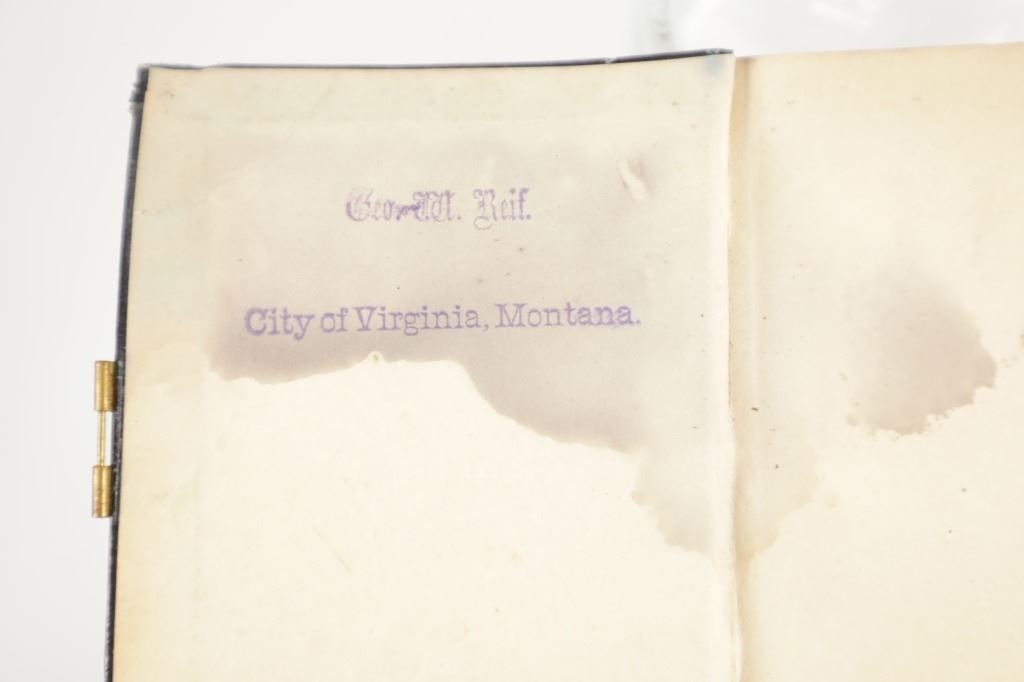 Geo. W. Reif.
City of Virginia, Montana.